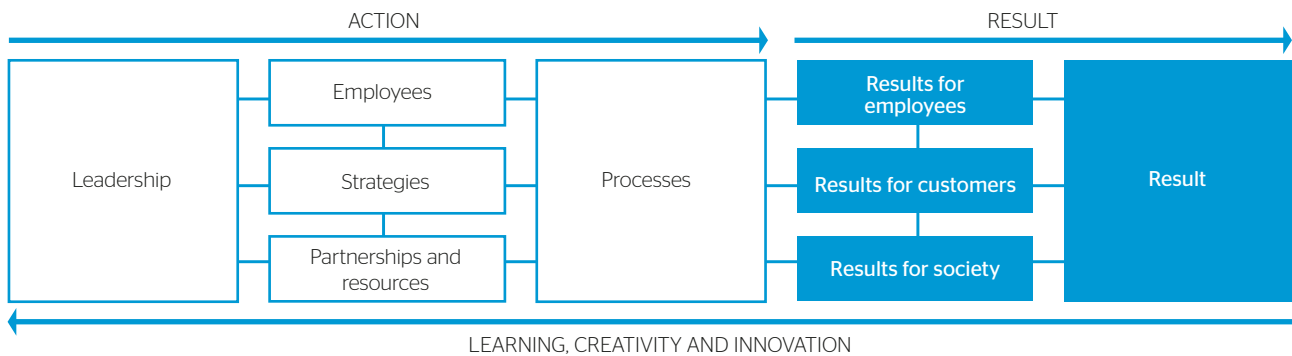 ACTION
RESULT
Leadership
Employees
Strategies
Partnerships and
resources
Processes
Results for
employees
Results for customers
Results for society
Result
LEARNING, CREATIVITY AND INNOVATION